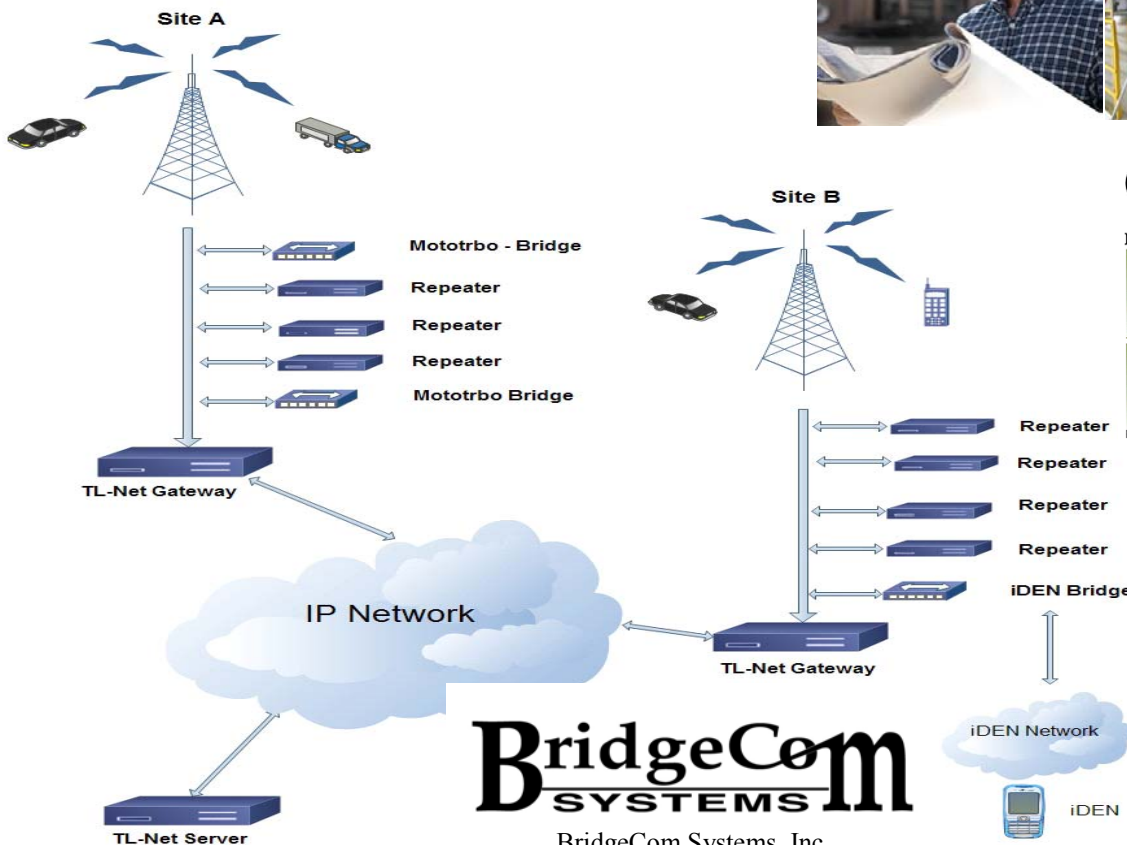 Site A
Mototrbo - Bridge
Repeater
Repeater
Repeater
Mototrbo Bridge
TL-Net Gateway
Site B
Repeater
Repeater
Repeater
Repeater
iDEN Bridge
TL-Net Gateway
IP Network
iDEN Network
iDEN
TL-Net Server
BridgeCom
SYSTEMS
BridgeCom Systems, Inc